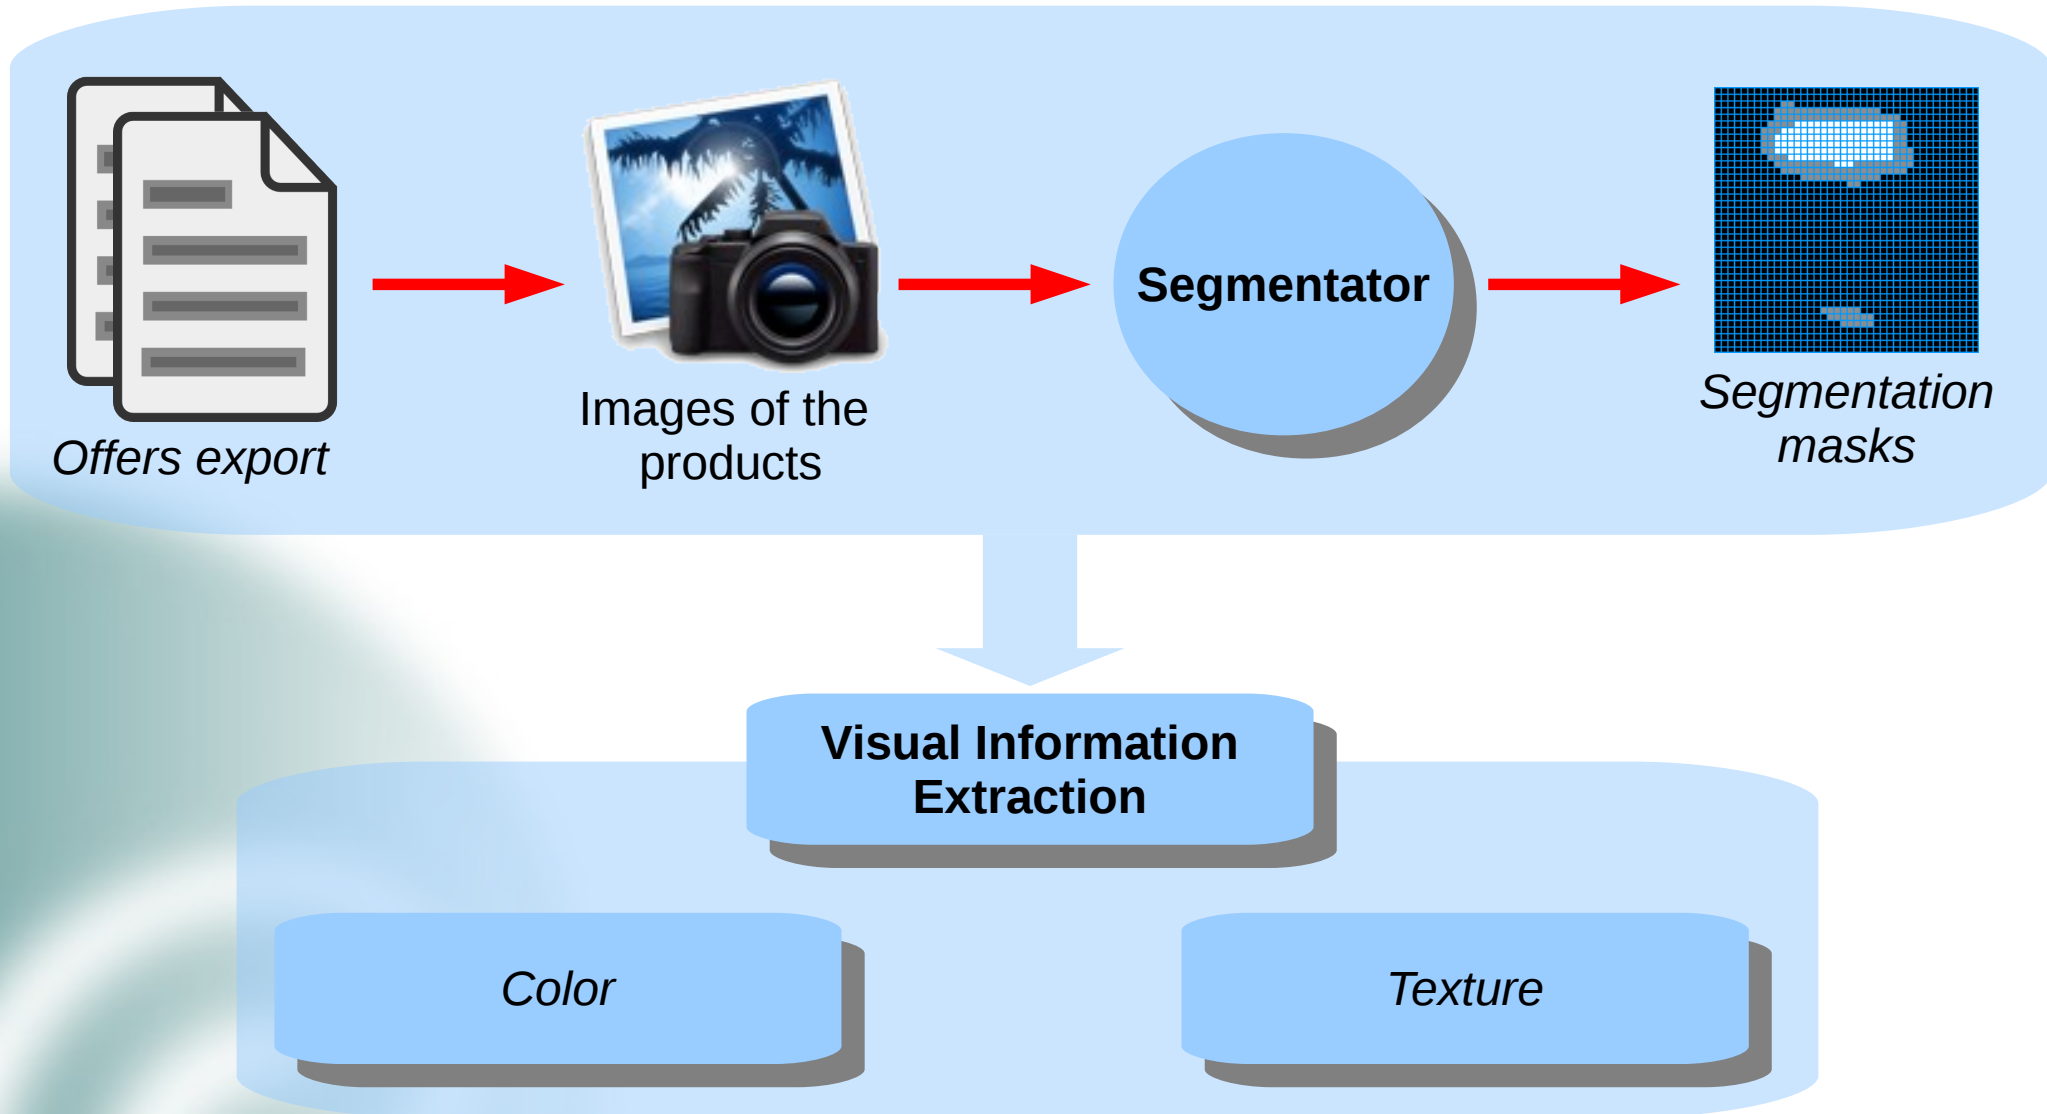 Segmentator
Segmentation
masks
Images of the
products
Offers export
Visual Information
Extraction
Color
Texture